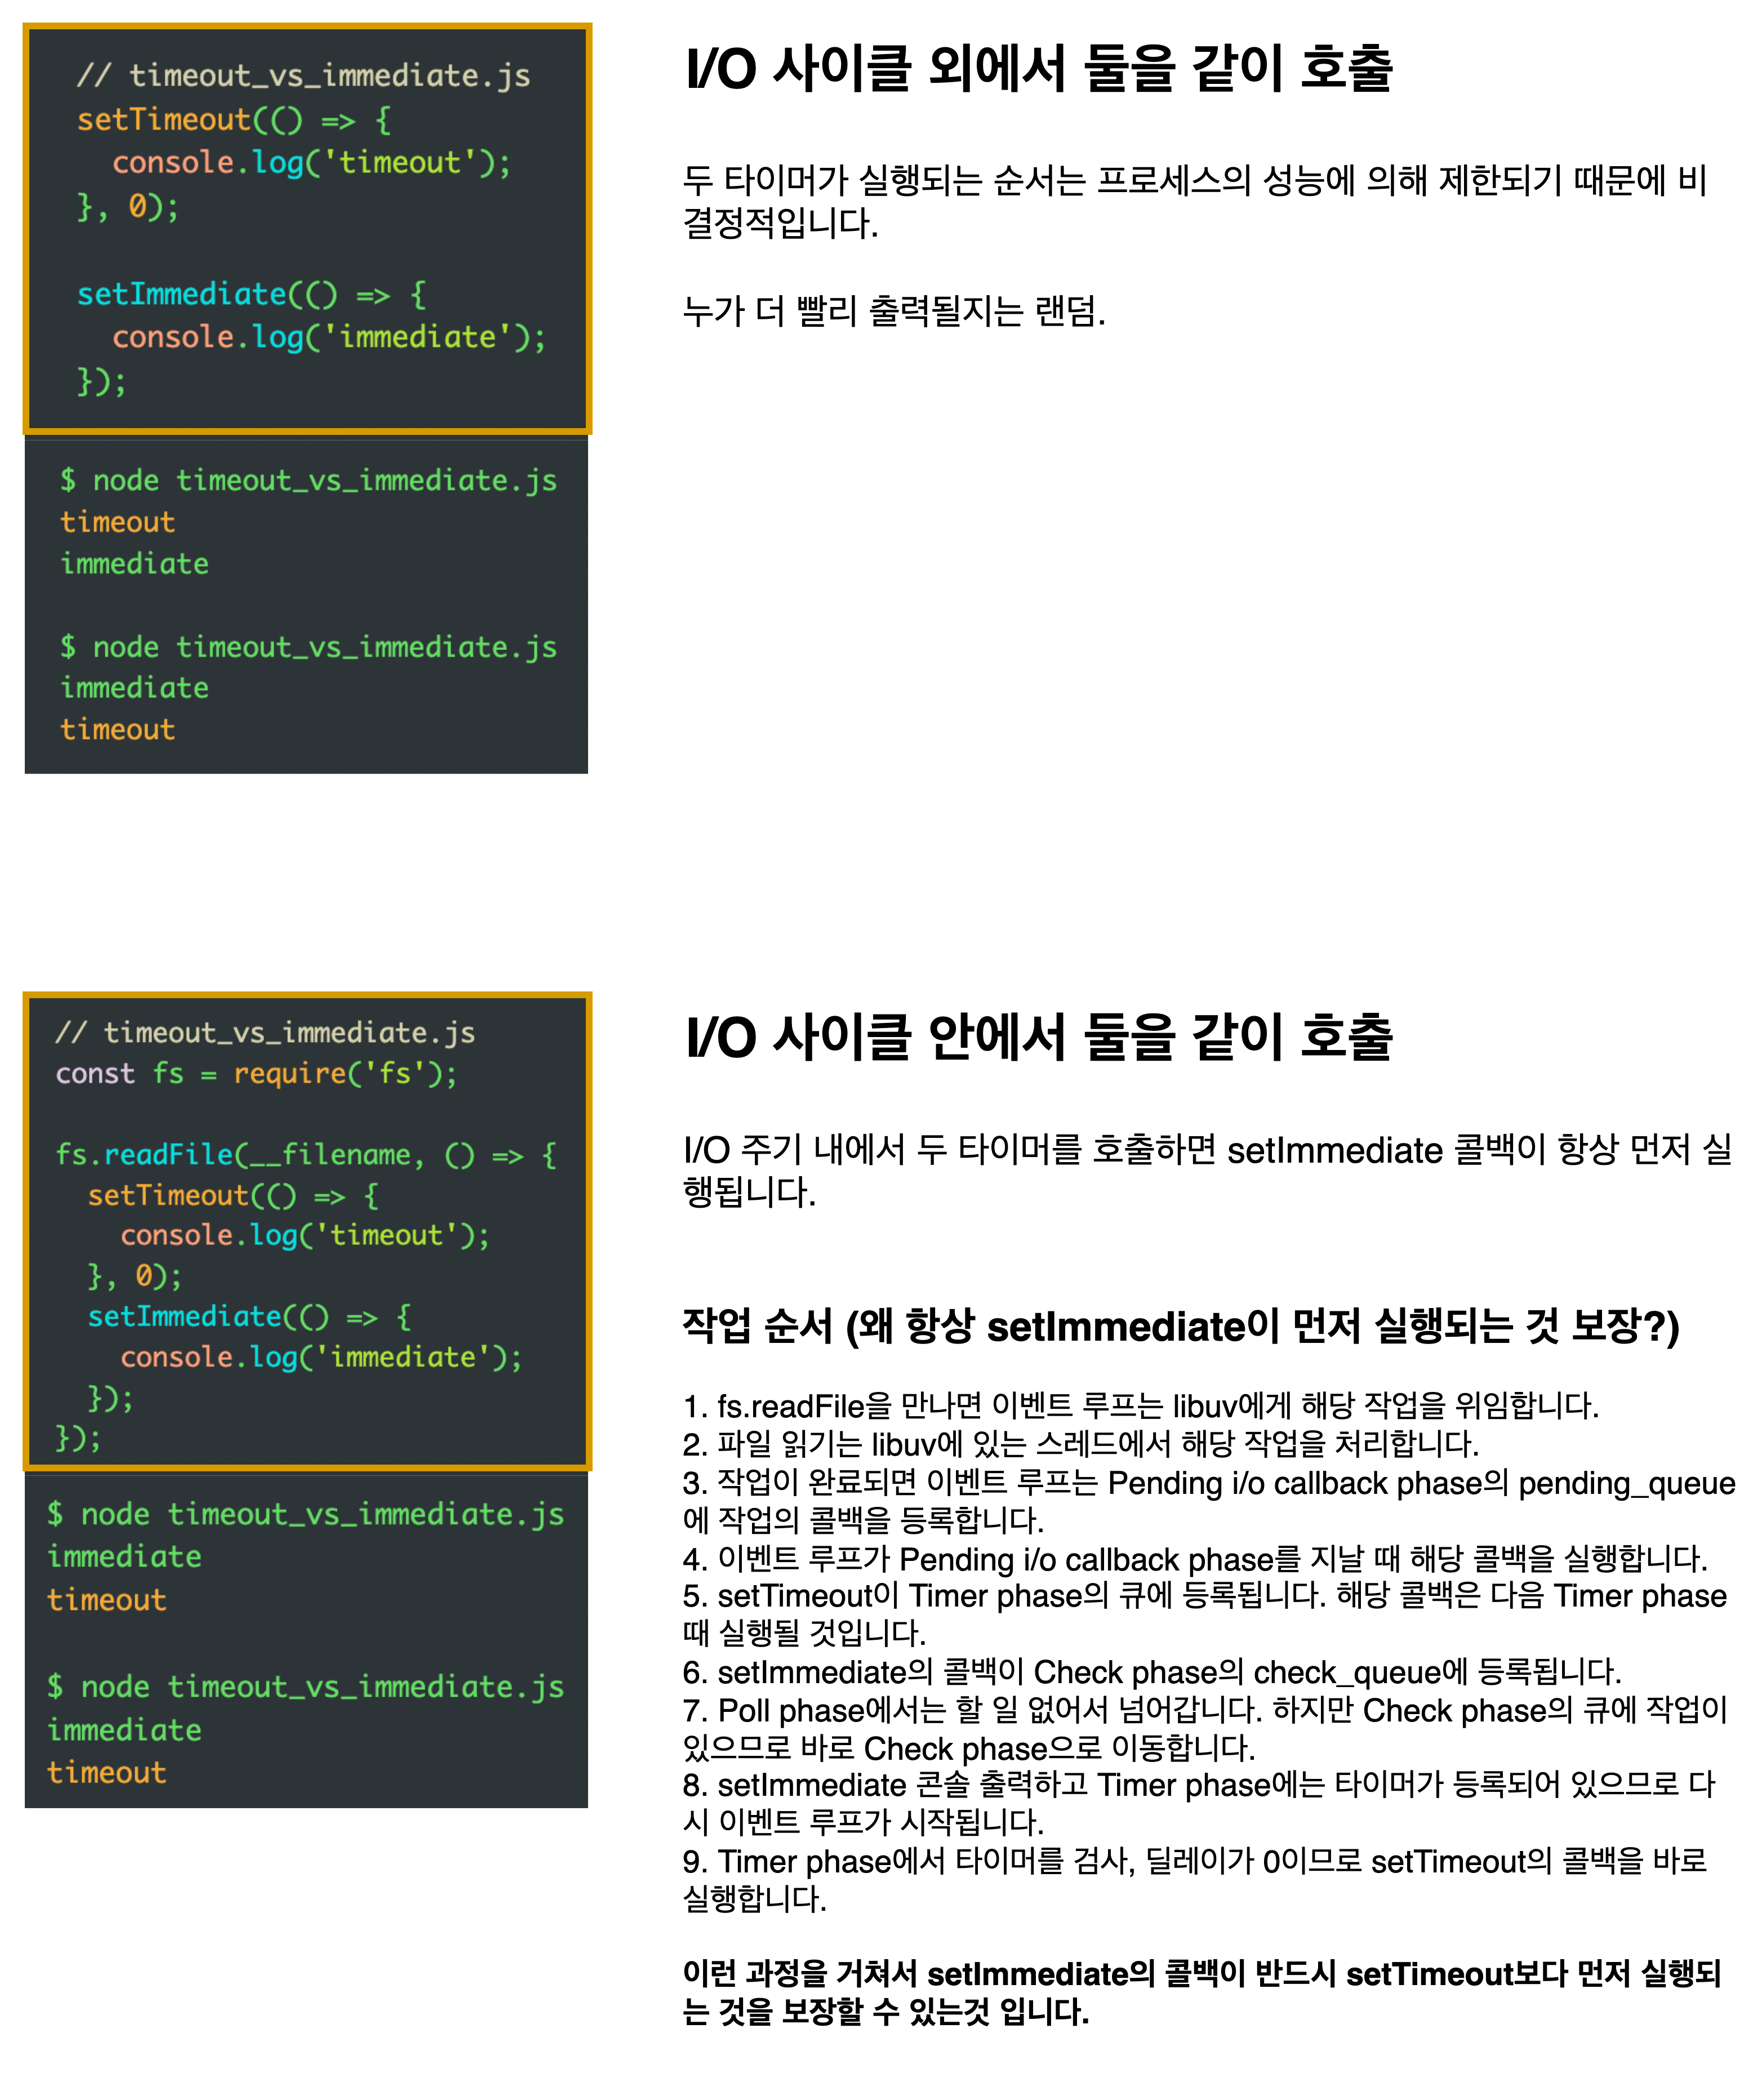 // timeout_vs_immediate.js
setTimeout(() => {
  console.log('timeout');
}, 0);

setImmediate(() => {
  console.log('immediate');
});

$ node timeout_vs_immediate.js
timeout
immediate

$ node timeout_vs_immediate.js
immediate
timeout

I/O 사이클 외에서 둘을 같이 호출

두 타이머가 실행되는 순서는 프로세스의 성능에 의해 제한되기 때문에 비
결정적입니다.

누가 더 빨리 출력될지는 랜덤.

// timeout_vs_immediate.js
const fs = require('fs');

fs.readFile(__filename, () => {
  setTimeout(() => {
    console.log('timeout');
  }, 0);
  setImmediate(() => {
    console.log('immediate');
  });
});

$ node timeout_vs_immediate.js
immediate
timeout

$ node timeout_vs_immediate.js
immediate
timeout

I/O 사이클 안에서 둘을 같이 호출

I/O 주기 내에서 두 타이머를 호출하면 setImmediate 콜백이 항상 먼저 실
행됩니다.

작업 순서 (왜 항상 setImmediate이 먼저 실행되는 것 보장?)

1. fs.readFile을 만나면 이벤트 루프는 libuv에게 해당 작업을 위임합니다.
2. 파일 읽기는 libuv에 있는 스레드에서 해당 작업을 처리합니다.
3. 작업이 완료되면 이벤트 루프는 Pending i/o callback phase의 pending_queue
에 작업의 콜백을 등록합니다.
4. 이벤트 루프가 Pending i/o callback phase를 지날 때 해당 콜백을 실행합니다.
5. setTimeout이 Timer phase의 큐에 등록됩니다. 해당 콜백은 다음 Timer phase
때 실행될 것입니다.
6. setImmediate의 콜백이 Check phase의 check_queue에 등록됩니다.
7. Poll phase에서는 할 일 없어서 넘어갑니다. 하지만 Check phase의 큐에 작업이
있으므로 바로 Check phase으로 이동합니다.
8. setImmediate 콘솔 출력하고 Timer phase에는 타이머가 등록되어 있으므로 다
시 이벤트 루프가 시작됩니다.
9. Timer phase에서 타이머를 검사, 딜레이가 0이므로 setTimeout의 콜백을 바로
실행합니다.

이런 과정을 거쳐서 setImmediate의 콜백이 반드시 setTimeout보다 먼저 실행되
는 것을 보장할 수 있는것 입니다.